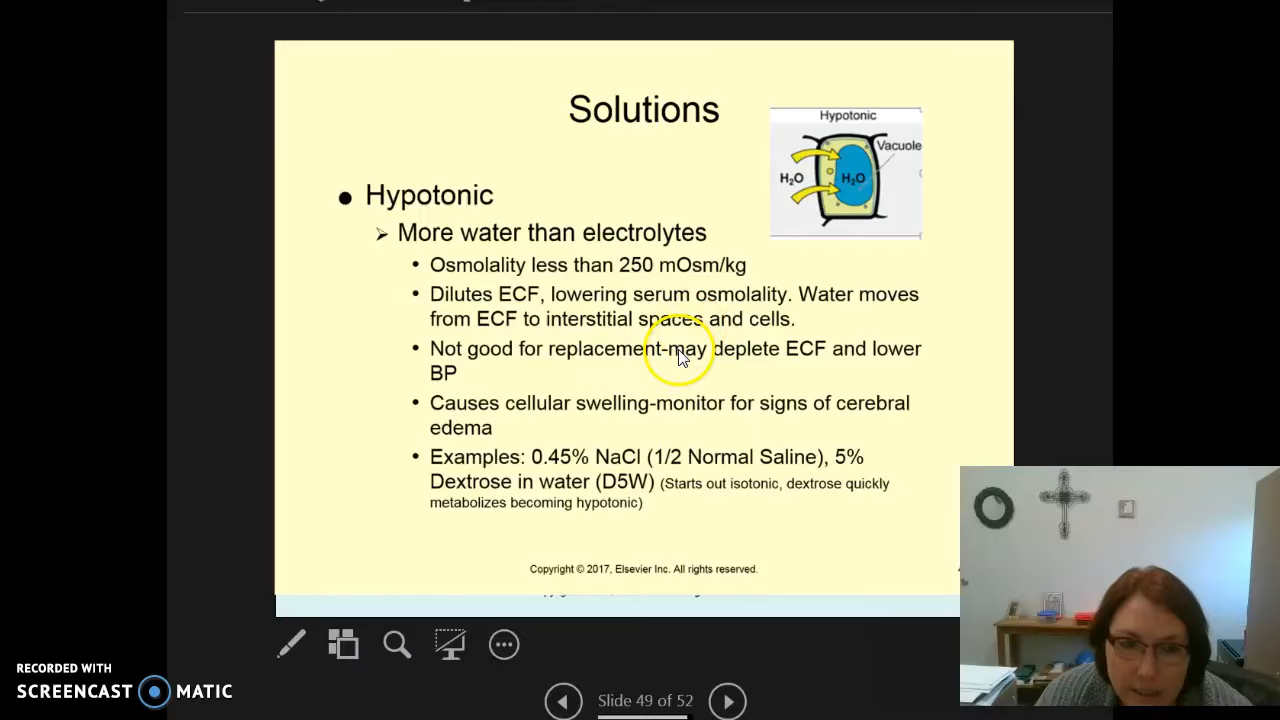 Solutions
Hypotonic
Vacuole
H₂O
H₂O
● Hypotonic
➢ More water than electrolytes
• Osmolality less than 250 mOsm/kg
• Dilutes ECF, lowering serum osmolality. Water moves
from ECF to interstitial spaces and cells.
• Not good for replacement-may deplete ECF and lower
BP
• Causes cellular swelling-monitor for signs of cerebral
edema
• Examples: 0.45% NaCl (1/2 Normal Saline), 5%
Dextrose in water (D5W) (Starts out isotonic, dextrose quickly
metabolizes becoming hypotonic)
Copyright © 2017, Elsevier Inc. All rights reserved.
RECORDED WITH
SCREENCAST MATIC
Slide 49 of 52